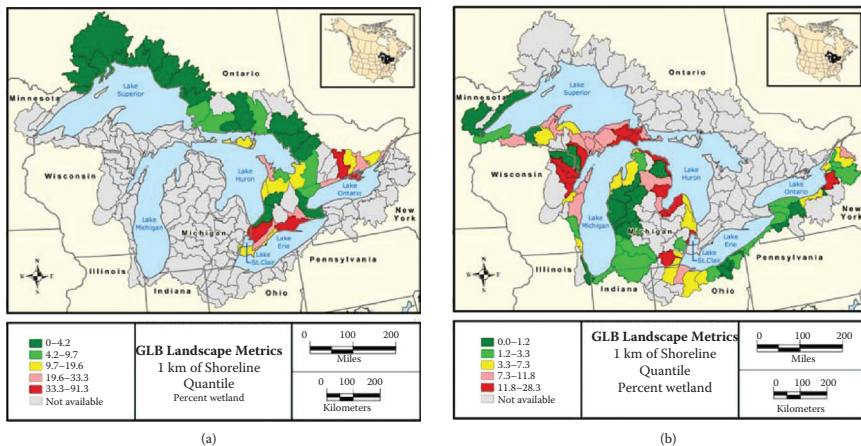 (a)
Ontario
Minnesota
Lake
Superior
Wisconsin
Lake
Huron
Lake
Ontario
Michigan
Lake
Michigan
New
York
Lake
Erie
Lake
St.Clair
Pennsylvania
Illinois
Indiana
Ohio
N
W
E
S
0–4.2
4.2–9.7
9.7–19.6
19.6–33.3
33.3–91.3
Not available
GLB Landscape Metrics
1 km of Shoreline
Quantile
Percent wetland
0 100 200
Miles
0 100 200
Kilometers
(a)
(b)
Ontario
Minnesota
Lake
Superior
Wisconsin
Lake
Huron
Lake
Ontario
Michigan
Lake
Michigan
New
York
Lake
Erie
Lake
St.Clair
Pennsylvania
Illinois
Indiana
Ohio
N
W
E
S
0.0–1.2
1.2–3.3
3.3–7.3
7.3–11.8
11.8–28.3
Not available
GLB Landscape Metrics
1 km of Shoreline
Quantile
Percent wetland
0 100 200
Miles
0 100 200
Kilometers
(b)